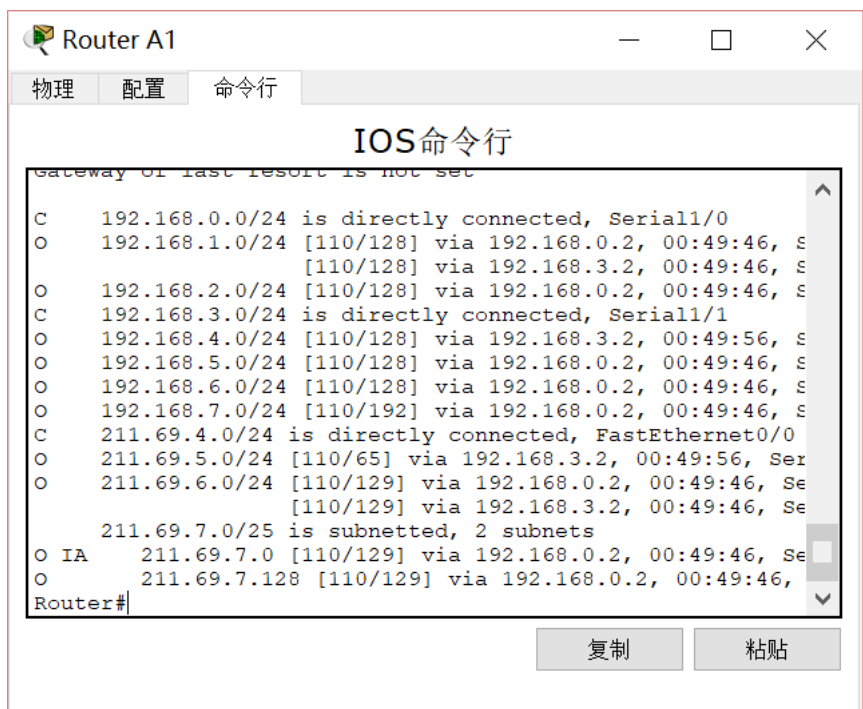 Router A1
物理 配置 命令行
IOS命令行
Gateway of last resort is not set
C    192.168.0.0/24 is directly connected, Serial1/0
O    192.168.1.0/24 [110/128] via 192.168.0.2, 00:49:46, S
                    [110/128] via 192.168.3.2, 00:49:46, S
O    192.168.2.0/24 [110/128] via 192.168.0.2, 00:49:46, S
C    192.168.3.0/24 is directly connected, Serial1/1
O    192.168.4.0/24 [110/128] via 192.168.3.2, 00:49:56, S
O    192.168.5.0/24 [110/128] via 192.168.0.2, 00:49:46, S
O    192.168.6.0/24 [110/128] via 192.168.0.2, 00:49:46, S
O    192.168.7.0/24 [110/192] via 192.168.0.2, 00:49:46, S
C    211.69.4.0/24 is directly connected, FastEthernet0/0
O    211.69.5.0/24 [110/65] via 192.168.3.2, 00:49:56, Ser
O    211.69.6.0/24 [110/129] via 192.168.0.2, 00:49:46, Se
                   [110/129] via 192.168.3.2, 00:49:46, Se
     211.69.7.0/25 is subnetted, 2 subnets
O IA    211.69.7.0 [110/129] via 192.168.0.2, 00:49:46, Se
O       211.69.7.128 [110/129] via 192.168.0.2, 00:49:46,
Router#
复制 粘贴